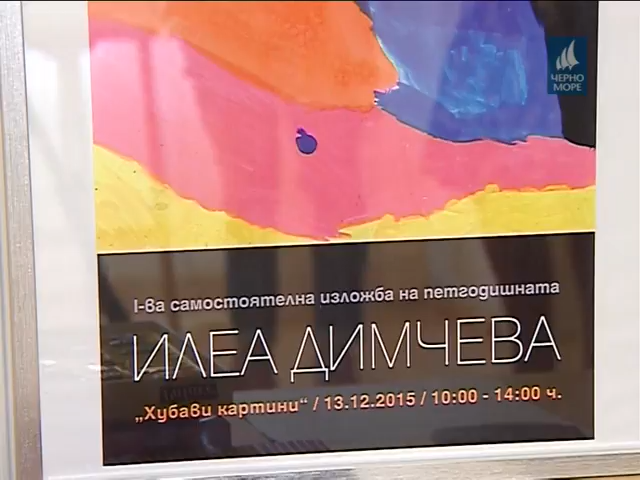 ЧЕРНО
МОРЕ
I-ва самостоятелна изложба на петгодишната
ИЛЕА ДИМЧЕВА
„Хубави картини“ / 13.12.2015 / 10:00 - 14:00 ч.